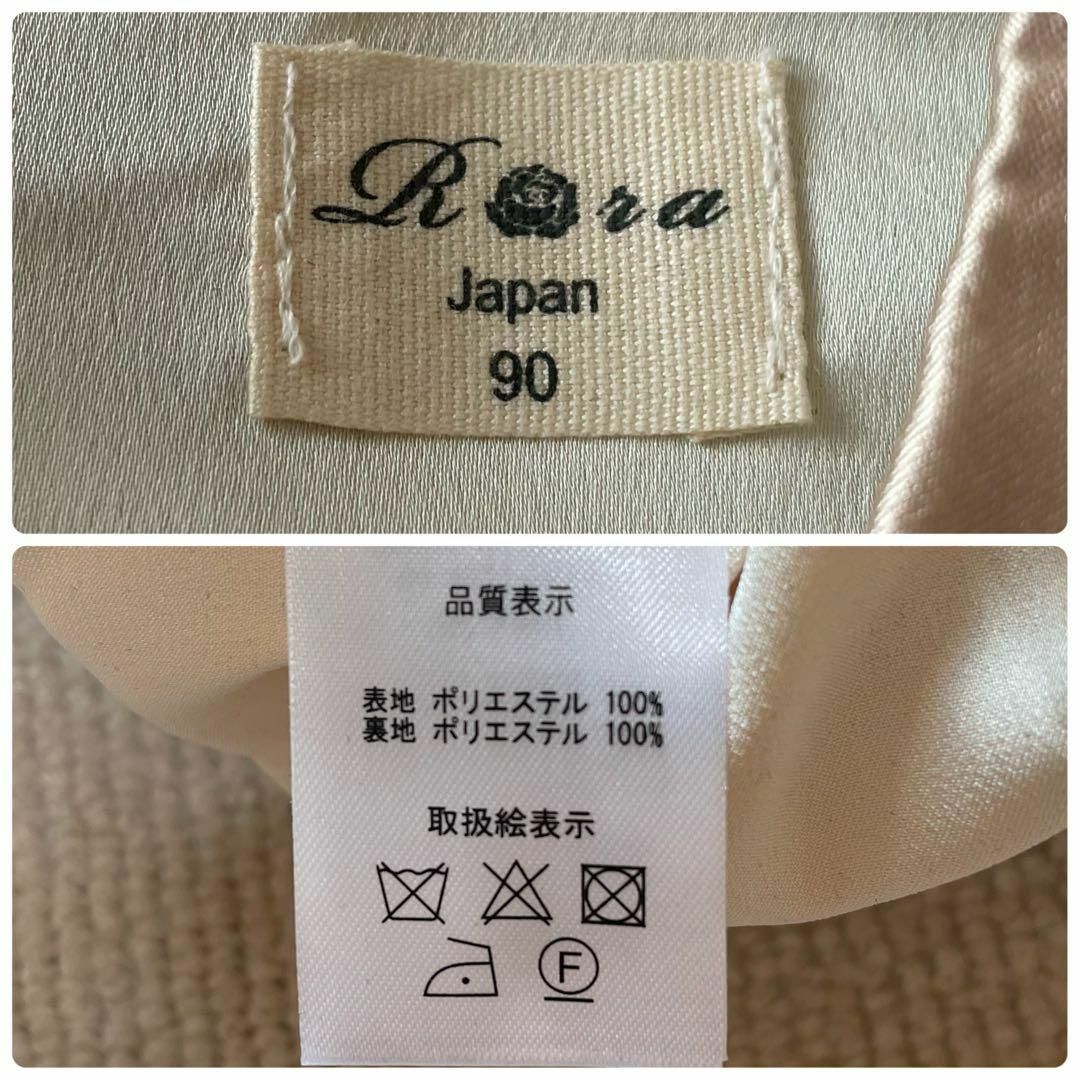 Rora
Japan
90
品質表示
表地 ポリエステル 100%
裏地 ポリエステル 100%
取扱絵表示
F